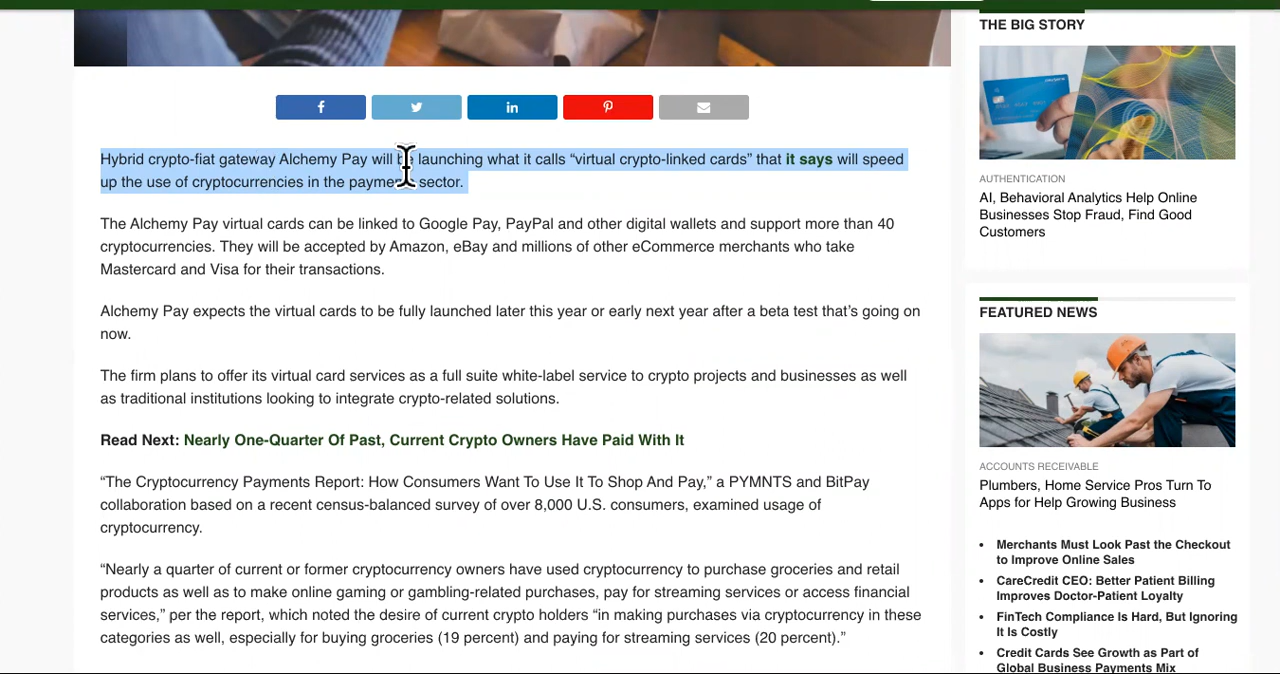 Hybrid crypto-fiat gateway Alchemy Pay will be launching what it calls “virtual crypto-linked cards” that it says will speed
up the use of cryptocurrencies in the payments sector.
The Alchemy Pay virtual cards can be linked to Google Pay, PayPal and other digital wallets and support more than 40
cryptocurrencies. They will be accepted by Amazon, eBay and millions of other eCommerce merchants who take
Mastercard and Visa for their transactions.
Alchemy Pay expects the virtual cards to be fully launched later this year or early next year after a beta test that’s going on
now.
The firm plans to offer its virtual card services as a full suite white-label service to crypto projects and businesses as well
as traditional institutions looking to integrate crypto-related solutions.
Read Next: Nearly One-Quarter Of Past, Current Crypto Owners Have Paid With It
“The Cryptocurrency Payments Report: How Consumers Want To Use It To Shop And Pay,” a PYMNTS and BitPay
collaboration based on a recent census-balanced survey of over 8,000 U.S. consumers, examined usage of
cryptocurrency.
“Nearly a quarter of current or former cryptocurrency owners have used cryptocurrency to purchase groceries and retail
products as well as to make online gaming or gambling-related purchases, pay for streaming services or access financial
services,” per the report, which noted the desire of current crypto holders “in making purchases via cryptocurrency in these
categories as well, especially for buying groceries (19 percent) and paying for streaming services (20 percent).”
THE BIG STORY
AUTHENTICATION
AI, Behavioral Analytics Help Online
Businesses Stop Fraud, Find Good
Customers
FEATURED NEWS
ACCOUNTS RECEIVABLE
Plumbers, Home Service Pros Turn To
Apps for Help Growing Business
• Merchants Must Look Past the Checkout
to Improve Online Sales
• CareCredit CEO: Better Patient Billing
Improves Doctor-Patient Loyalty
• FinTech Compliance Is Hard, But Ignoring
It Is Costly
• Credit Cards See Growth as Part of
Global Business Payments Mix